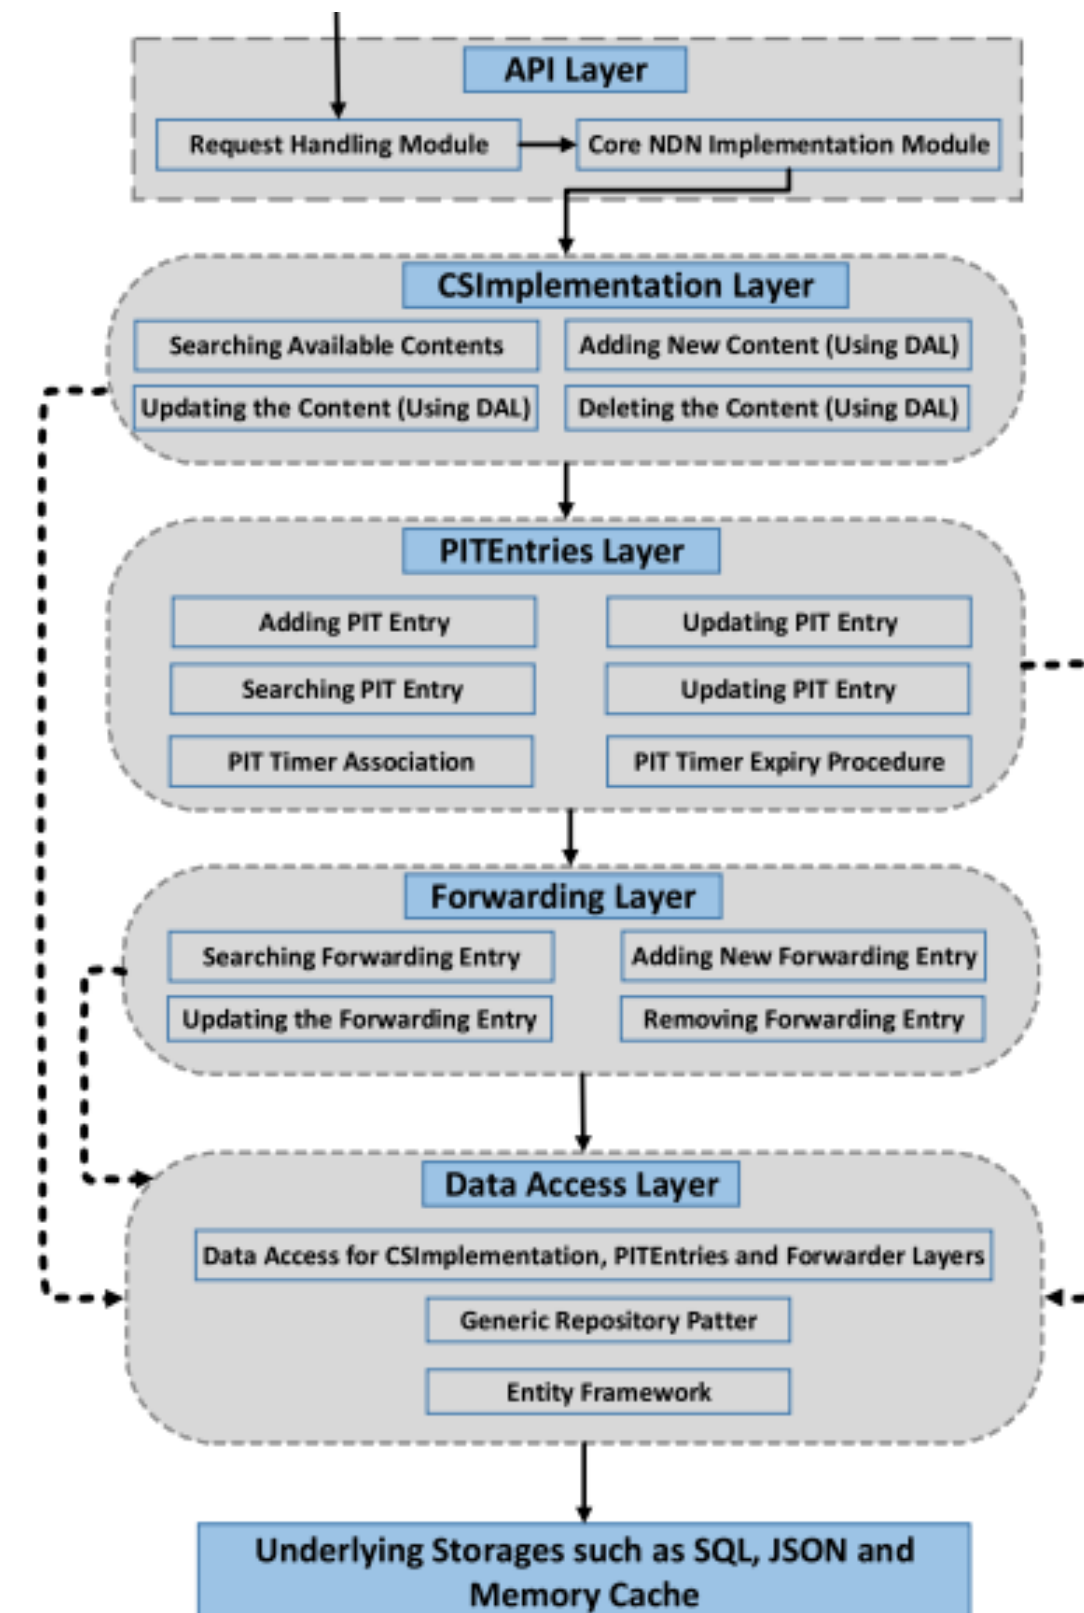 API Layer
Request Handling Module
Core NDN Implementation Module
CSImplementation Layer
Searching Available Contents
Adding New Content (Using DAL)
Updating the Content (Using DAL)
Deleting the Content (Using DAL)
PITEntries Layer
Adding PIT Entry
Updating PIT Entry
Searching PIT Entry
Updating PIT Entry
PIT Timer Association
PIT Timer Expiry Procedure
Forwarding Layer
Searching Forwarding Entry
Adding New Forwarding Entry
Updating the Forwarding Entry
Removing Forwarding Entry
Data Access Layer
Data Access for CSImplementation, PITEntries and Forwarder Layers
Generic Repository Patter
Entity Framework
Underlying Storages such as SQL, JSON and
Memory Cache